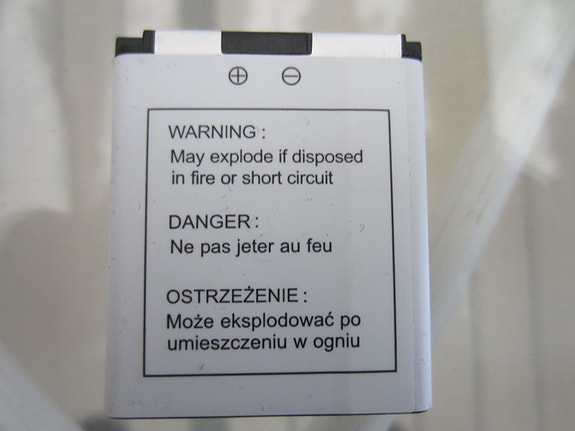 ⊕ ⊖
WARNING :
May explode if disposed
in fire or short circuit
DANGER :
Ne pas jeter au feu
OSTRZEŻENIE :
Może eksplodować po
umieszczeniu w ogniu